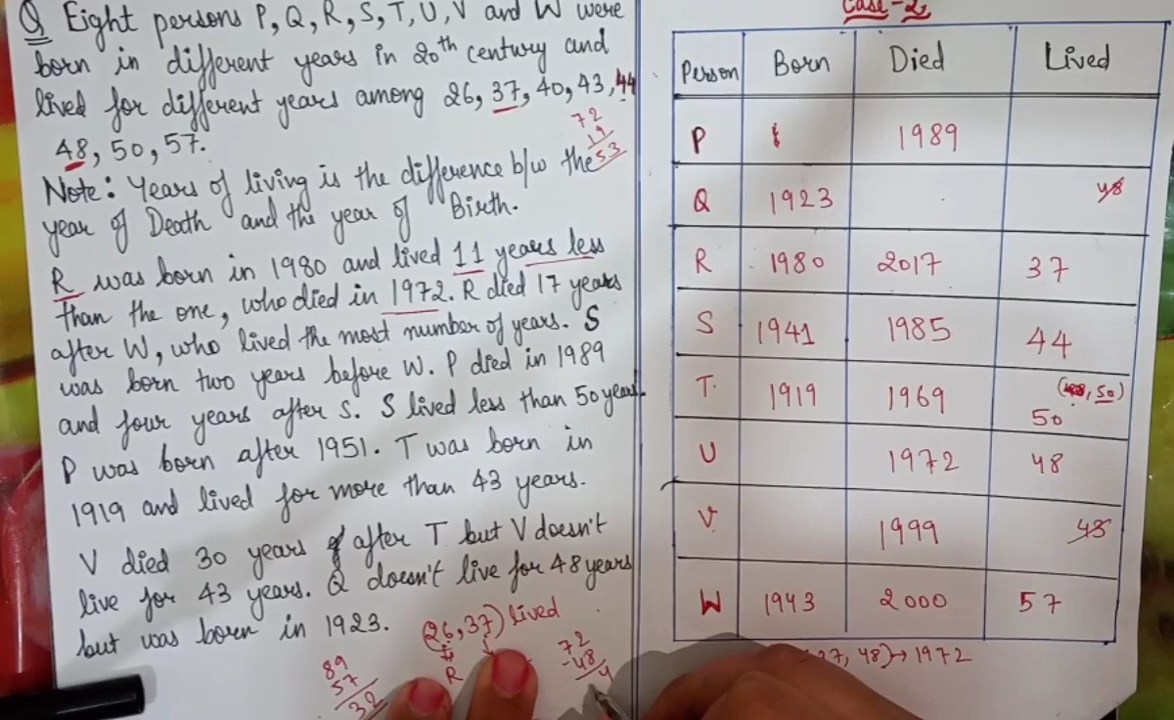 Q Eight persons P, Q, R, S, T, U, V and W were
born in different years in 20th century and
lived for different years among 26, 37, 40, 43, 44
48, 50, 57.
72
19
53
Note: Years of living is the difference b/w the
year of Death and the year of Birth.
R was born in 1980 and lived 11 years less
than the one, who died in 1972. R died 17 years
after W, who lived the most number of years. S
was born two years before W. P died in 1989
and four years after S. S lived less than 50 years
P was born after 1951. T was born in
1919 and lived for more than 43 years.
V died 30 years after T but V doesn't
live for 43 years. Q doesn't live for 48 years
but was born in 1923.
(26, 37) lived
R
89
57
32
72
-48
4
Case-2
Person Born Died Lived
P 1989
Q 1923 48
R 1980 2017 37
S 1941 1985 44
T 1919 1969 (48, 50)
50
U 1972 48
V 1999 43
W 1943 2000 57
37, 48) → 1972